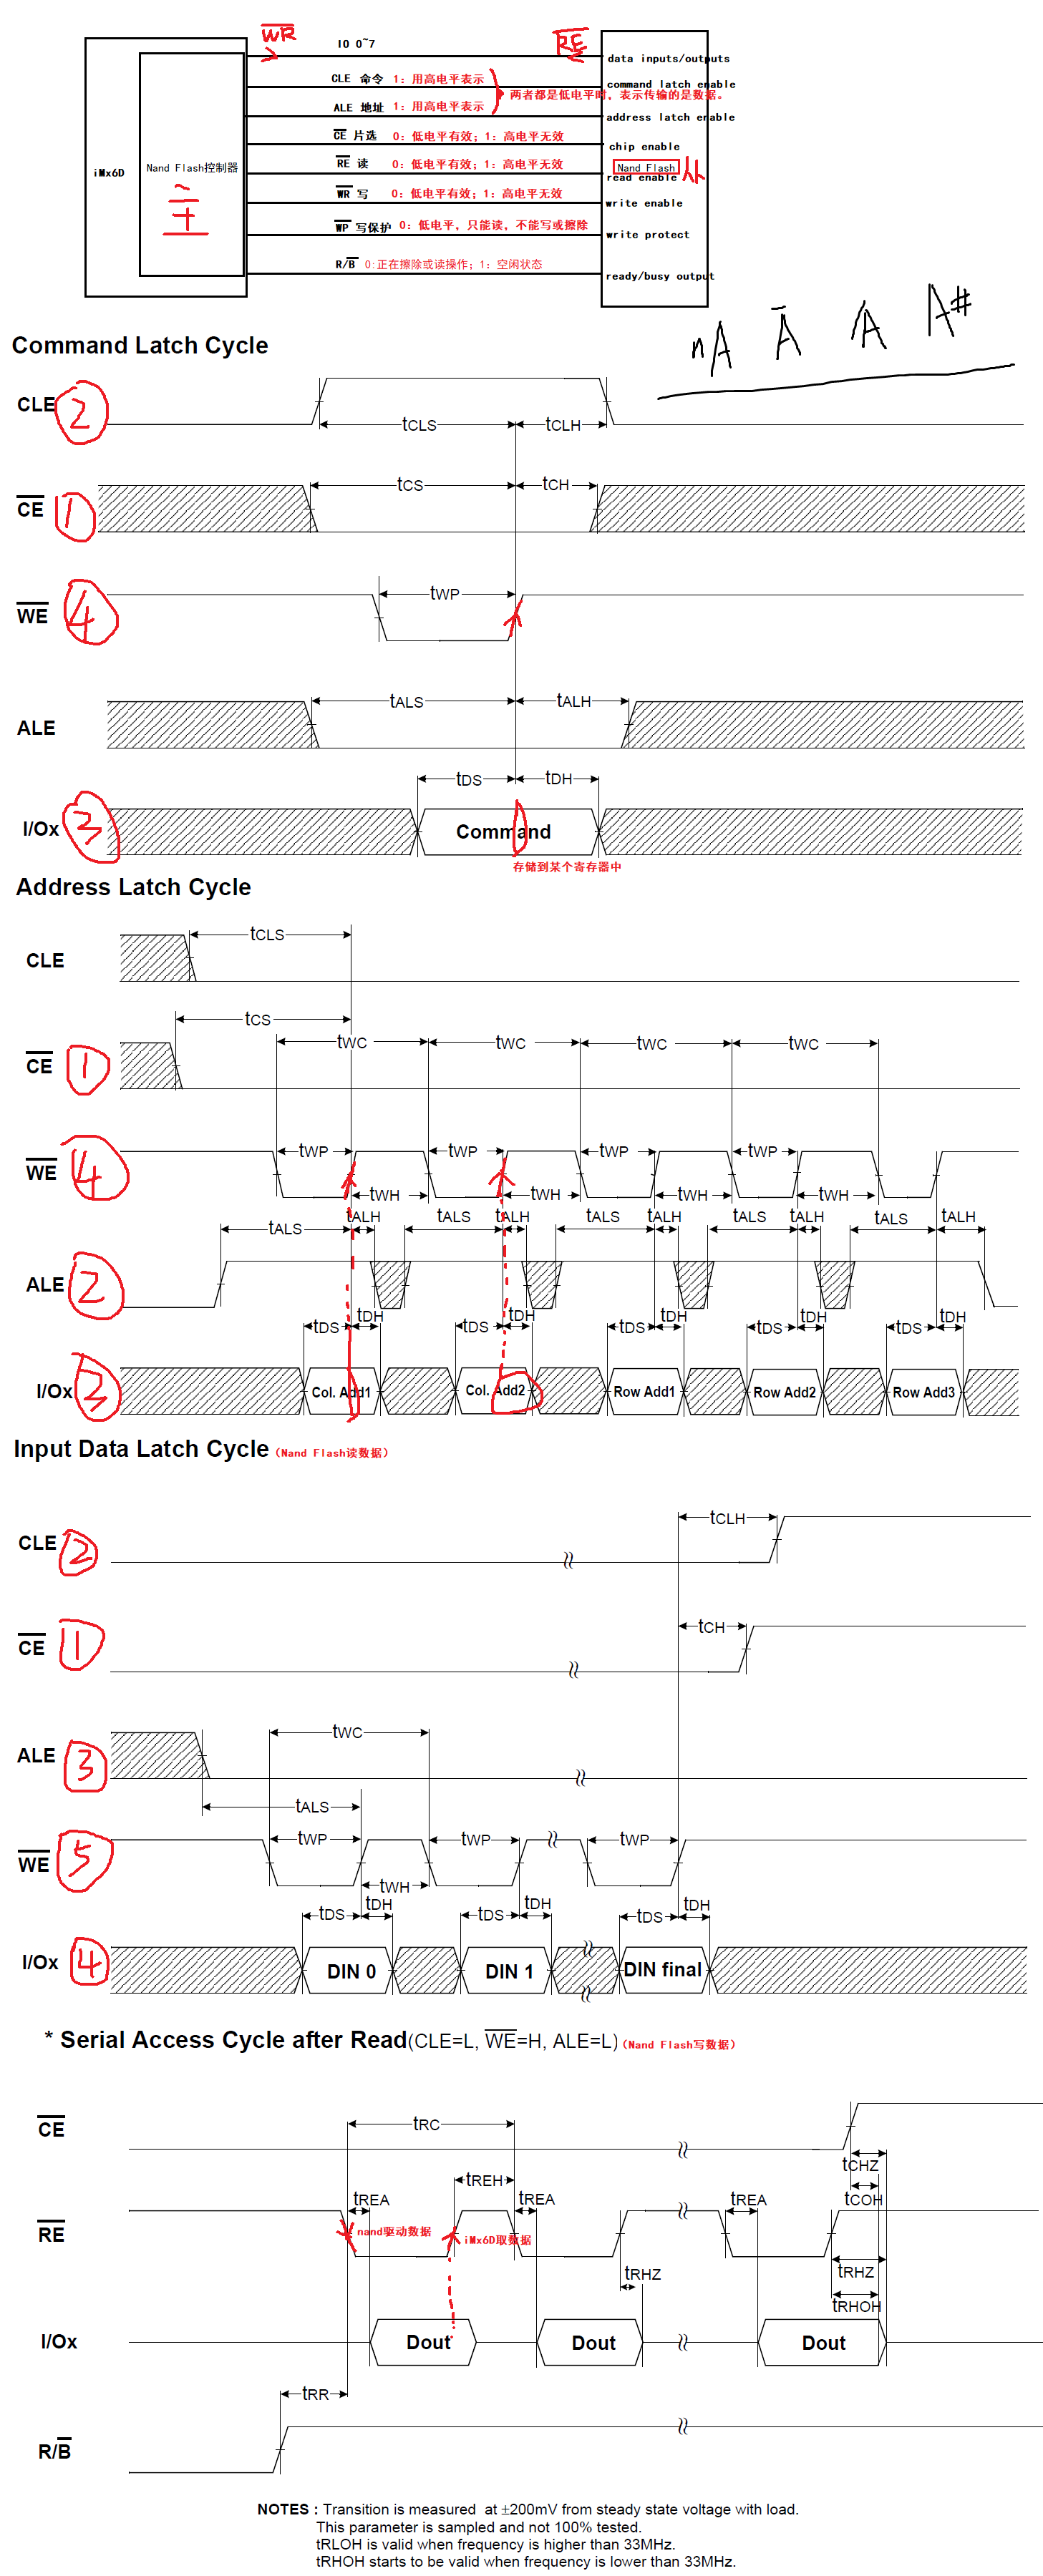 WR
IO 0~7
RE
data inputs/outputs
CLE 命令 1: 用高电平表示
command latch enable
两者都是低电平时，表示传输的是数据。
ALE 地址 1: 用高电平表示
address latch enable
CE 片选 0: 低电平有效；1: 高电平无效
chip enable
iMx6D
Nand Flash控制器
主
RE 读 0: 低电平有效；1: 高电平无效
Nand Flash
从
read enable
WR 写 0: 低电平有效；1: 高电平无效
write enable
WP 写保护 0: 低电平，只能读，不能写或擦除
write protect
R/B 0:正在擦除或读操作；1: 空闲状态
ready/busy output
nA A A A#
Command Latch Cycle
CLE 2
tCLS tCLH
CE 1
tCS tCH
WE 4
tWP
ALE
tALS tALH
tDS tDH
I/Ox 3 Command
存储到某个寄存器中
Address Latch Cycle
CLE
tCLS
tCS
CE 1
tWC tWC tWC tWC
WE 4
tWP tWP tWP tWP
tWH tWH tWH tWH
tALS tALH tALS tALH tALS tALH tALS tALH tALS tALH
ALE 2
tDS tDH tDS tDH tDS tDH tDS tDH tDS tDH
I/Ox 3 Col. Add1 Col. Add2 Row Add1 Row Add2 Row Add3
Input Data Latch Cycle（Nand Flash读数据）
tCLH
CLE 2
CE 1
tCH
tWC
ALE 3
tALS
tWP tWP tWP
WE 5
tWH
tDS tDH tDS tDH tDS tDH
I/Ox 4 DIN 0 DIN 1 DIN final
* Serial Access Cycle after Read(CLE=L, WE=H, ALE=L)（Nand Flash写数据）
CE
tRC
tCHZ
tREH
tREA tREA tREA tCOH
RE
nand驱动数据
iMx6D取数据
tRHZ tRHZ
tRHOH
I/Ox Dout Dout Dout
tRR
R/B
NOTES : Transition is measured at ±200mV from steady state voltage with load.
This parameter is sampled and not 100% tested.
tRLOH is valid when frequency is higher than 33MHz.
tRHOH starts to be valid when frequency is lower than 33MHz.